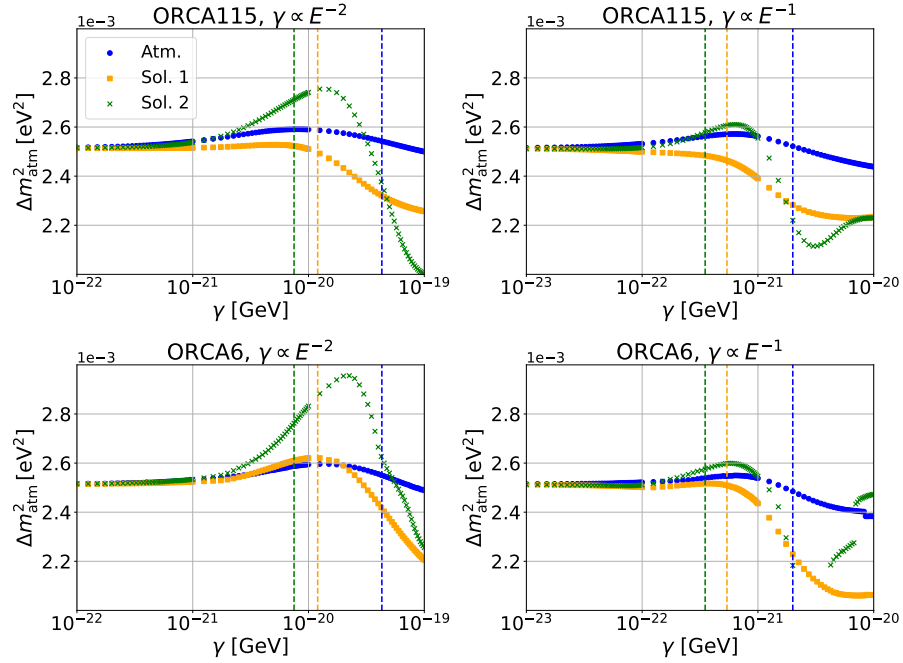 ORCA115, γ ∝ E⁻²
1e−3
Δm²atm [eV²]
2.8
2.6
2.4
2.2
Atm.
Sol. 1
Sol. 2
10⁻²² 10⁻²¹ 10⁻²⁰ 10⁻¹⁹
γ [GeV]
ORCA115, γ ∝ E⁻¹
1e−3
Δm²atm [eV²]
2.8
2.6
2.4
2.2
10⁻²³ 10⁻²² 10⁻²¹ 10⁻²⁰
γ [GeV]
ORCA6, γ ∝ E⁻²
1e−3
Δm²atm [eV²]
2.8
2.6
2.4
2.2
10⁻²² 10⁻²¹ 10⁻²⁰ 10⁻¹⁹
γ [GeV]
ORCA6, γ ∝ E⁻¹
1e−3
Δm²atm [eV²]
2.8
2.6
2.4
2.2
10⁻²³ 10⁻²² 10⁻²¹ 10⁻²⁰
γ [GeV]